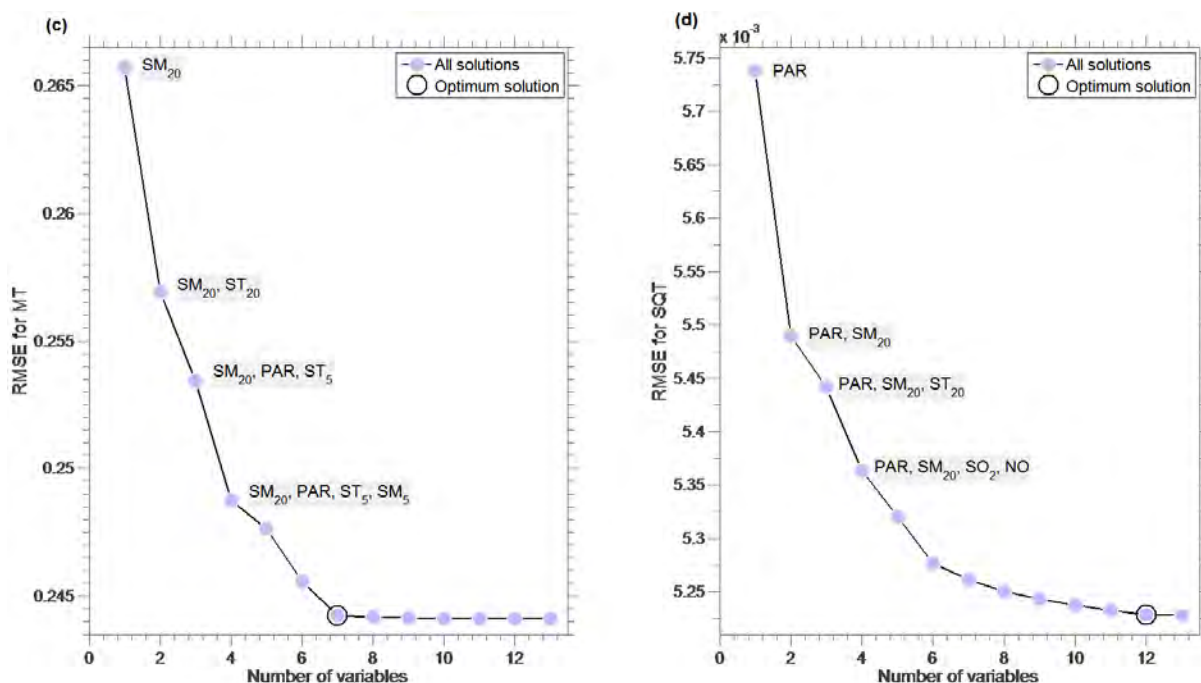 (c)
All solutions
Optimum solution
SM20
SM20, ST20
SM20, PAR, ST5
SM20, PAR, ST5, SM5
0.265
0.26
0.255
0.25
0.245
RMSE for MT
0 2 4 6 8 10 12
Number of variables
(d)
x 10-3
All solutions
Optimum solution
PAR
PAR, SM20
PAR, SM20, ST20
PAR, SM20, SO2, NO
5.75
5.7
5.65
5.6
5.55
5.5
5.45
5.4
5.35
5.3
5.25
RMSE for SQT
0 2 4 6 8 10 12
Number of variables